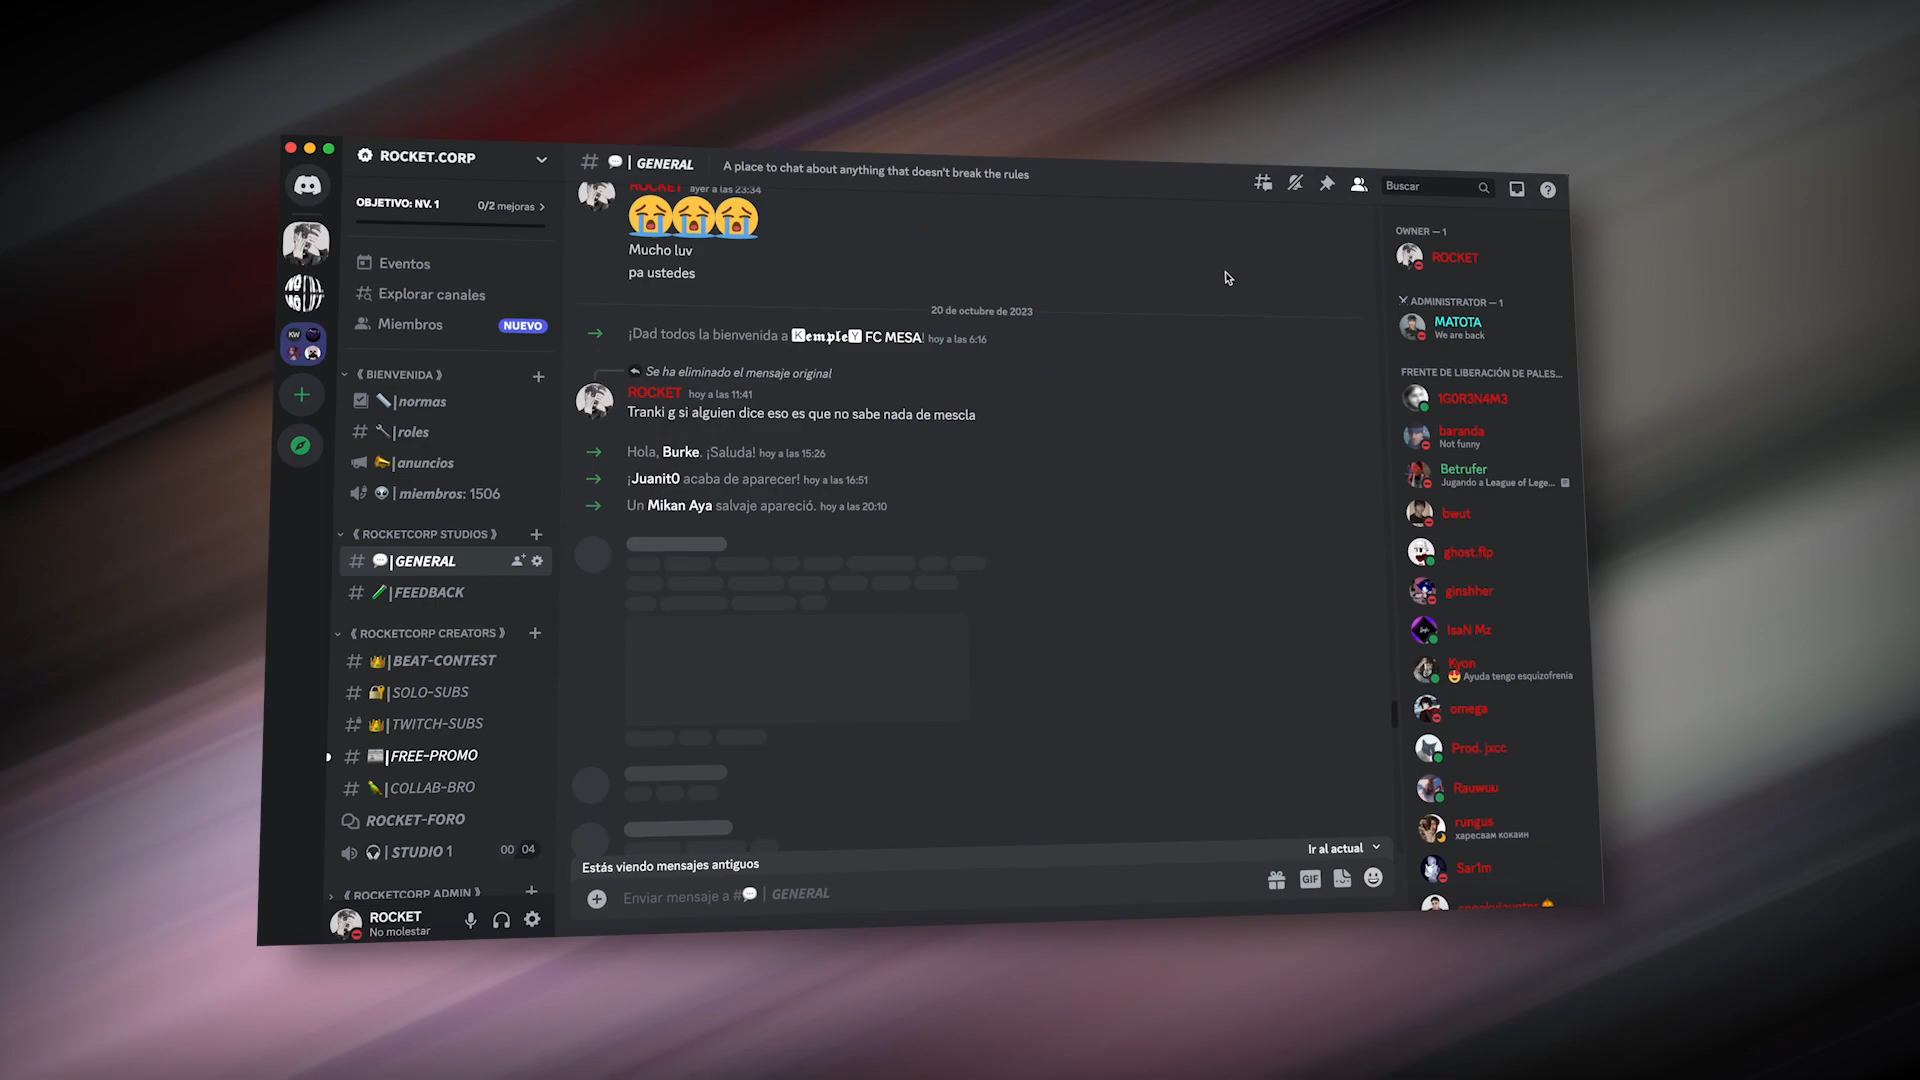 ROCKET.CORP
OBJETIVO: NV. 1
0/2 mejoras
Eventos
Explorar canales
Miembros
NUEVO
《 BIENVENIDA 》
|normas
|roles
|anuncios
| miembros: 1506
《 ROCKETCORP STUDIOS 》
|GENERAL
|FEEDBACK
《 ROCKETCORP CREATORS 》
|BEAT-CONTEST
|SOLO-SUBS
|TWITCH-SUBS
|FREE-PROMO
|COLLAB-BRO
ROCKET-FORO
| STUDIO 1
00 04
《 ROCKETCORP ADMIN 》
ROCKET
No molestar
# 💬 | GENERAL
A place to chat about anything that doesn't break the rules
Buscar
ROCKET ayer a las 23:34
😭😭😭
Mucho luv
pa ustedes
20 de octubre de 2023
¡Dad todos la bienvenida a 🄺𝖊𝖒𝖕𝖑𝖊🅈 FC MESA! hoy a las 6:16
Se ha eliminado el mensaje original
ROCKET hoy a las 11:41
Tranki g si alguien dice eso es que no sabe nada de mescla
Hola, Burke. ¡Saluda! hoy a las 15:26
¡Juanit0 acaba de aparecer! hoy a las 16:51
Un Mikan Aya salvaje apareció. hoy a las 20:10
Estás viendo mensajes antiguos
Ir al actual
Enviar mensaje a #💬 | GENERAL
GIF
OWNER — 1
ROCKET
ADMINISTRATOR — 1
MATOTA
We are back
FRENTE DE LIBERACIÓN DE PALES...
1G0R3N4M3
baranda
Not funny
Betrufer
Jugando a League of Lege...
bwut
ghost.flp
ginshher
IsaN Mz
Kyon
😍 Ayuda tengo esquizofrenia
omega
Prod. jxcc
Rauwuu
rungus
харесвам кокаин
Sar1m
KW